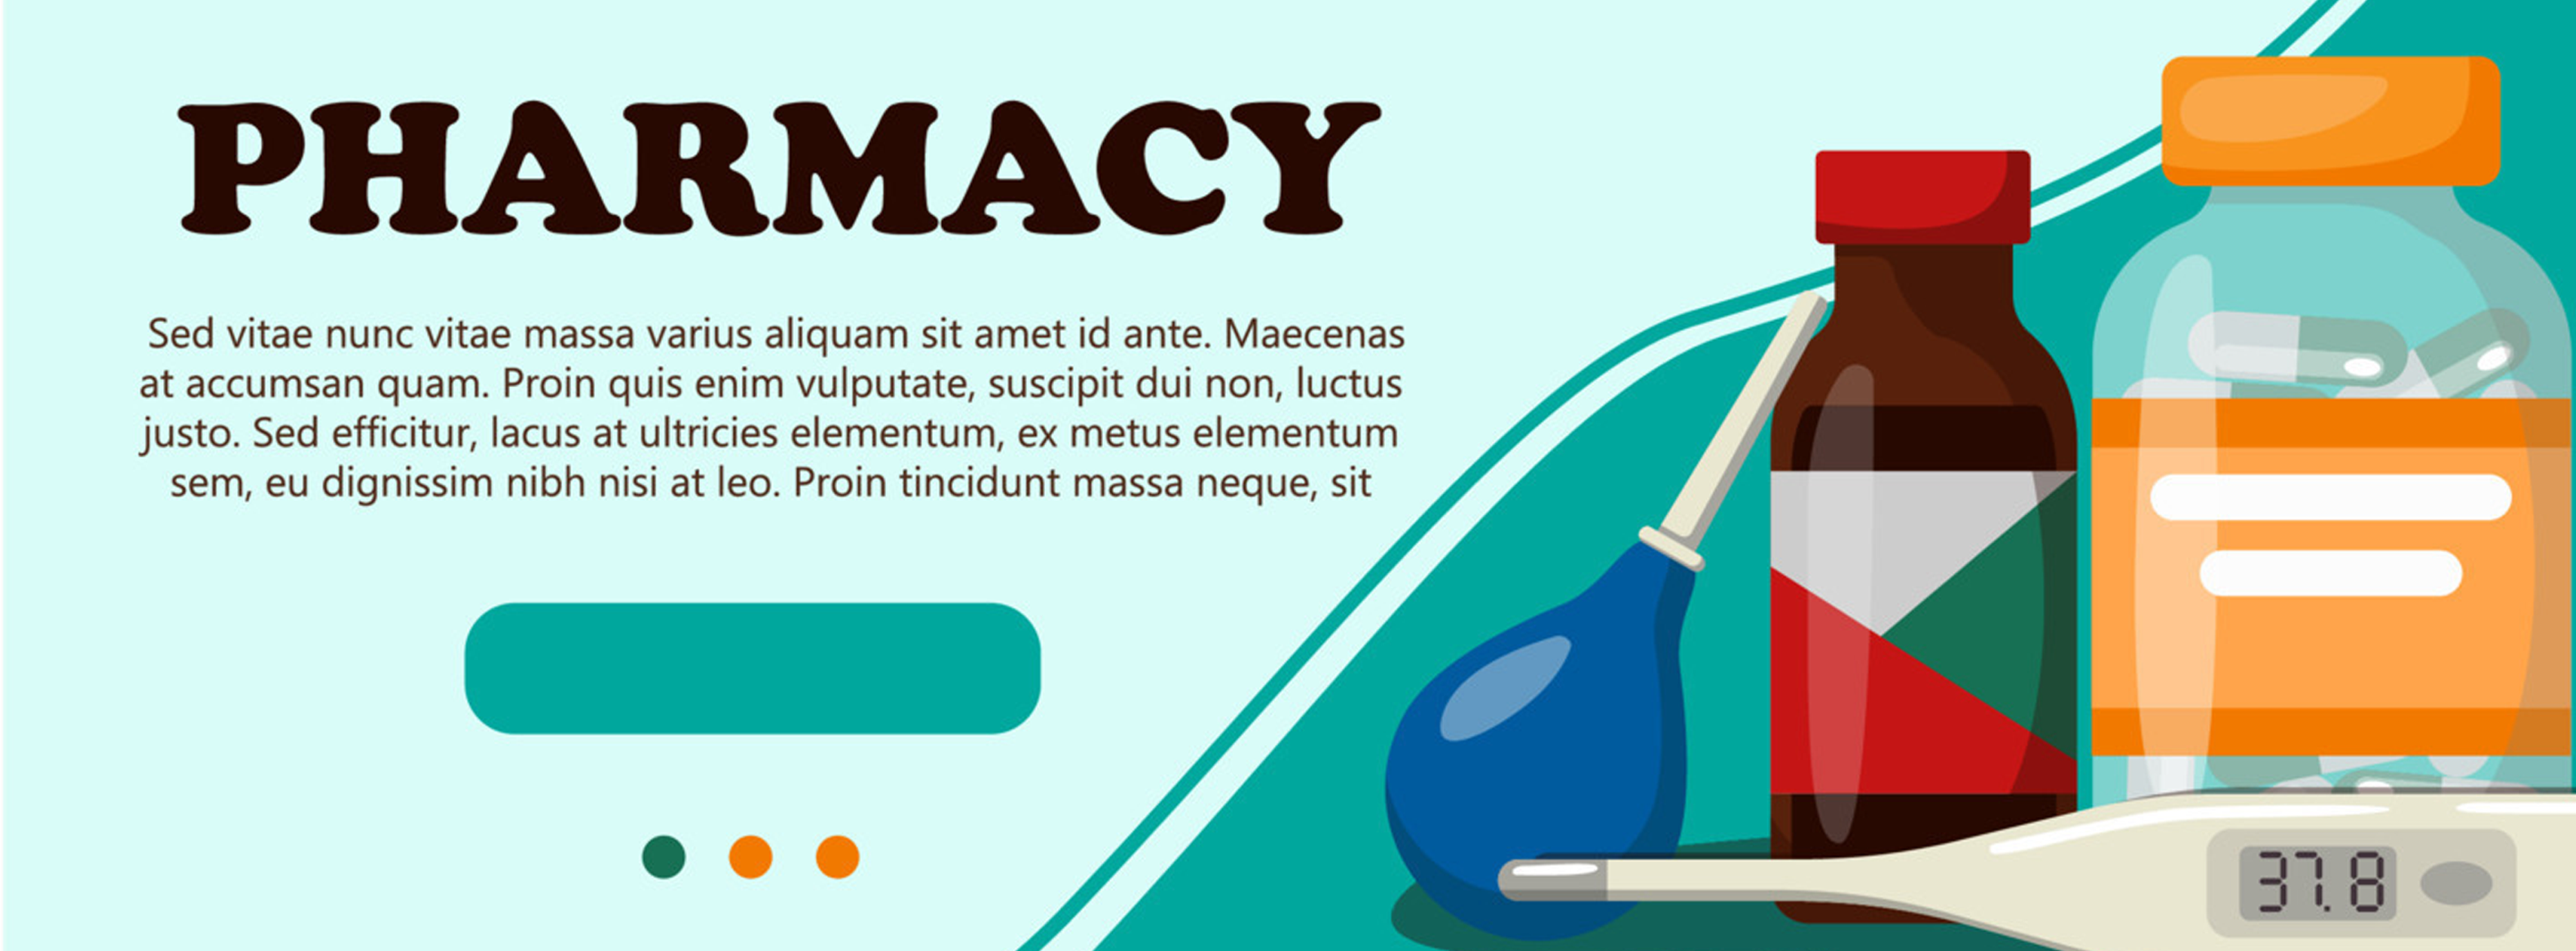 PHARMACY
Sed vitae nunc vitae massa varius aliquam sit amet id ante. Maecenas
at accumsan quam. Proin quis enim vulputate, suscipit dui non, luctus
justo. Sed efficitur, lacus at ultricies elementum, ex metus elementum
sem, eu dignissim nibh nisi at leo. Proin tincidunt massa neque, sit
37.8